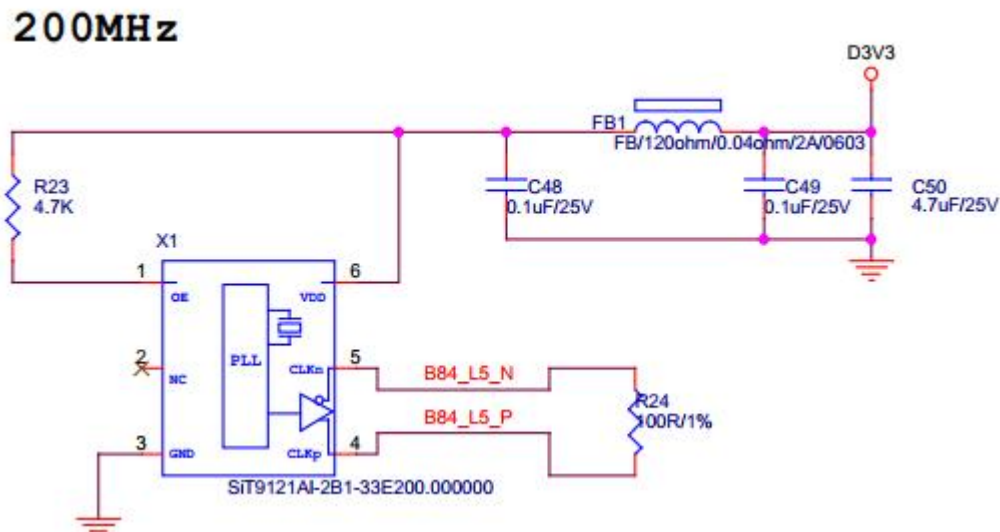 200MHz
D3V3
FB1
FB/120ohm/0.04ohm/2A/0603
R23
4.7K
C48
0.1uF/25V
C49
0.1uF/25V
C50
4.7uF/25V
X1
1
OE
6
VDD
2
NC
PLL
5
CLKn
B84_L5_N
R24
100R/1%
B84_L5_P
3
GND
4
CLKp
SiT9121AI-2B1-33E200.000000